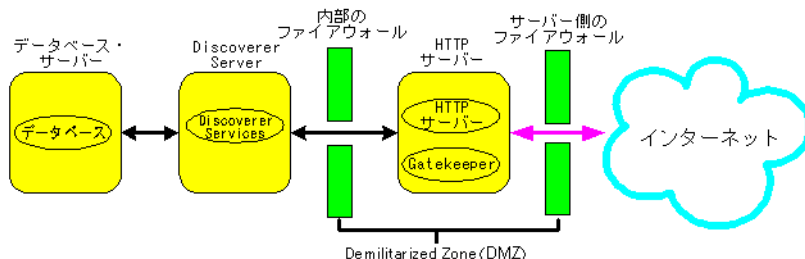 データベース・
サーバー
データベース
Discoverer
Server
Discoverer
Services
内部の
ファイアウォール
HTTP
サーバー
HTTP
サーバー
Gatekeeper
サーバー側の
ファイアウォール
インターネット
Demilitarized Zone(DMZ)